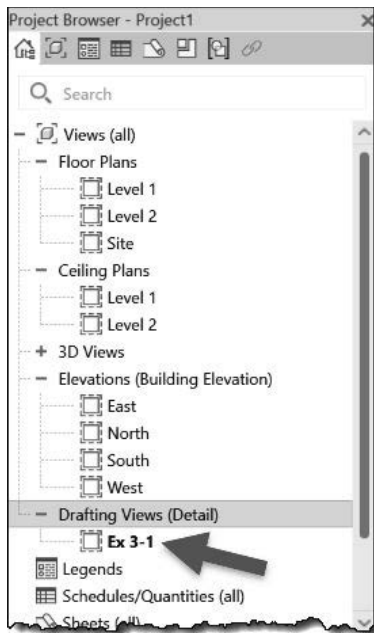 Project Browser - Project1
Search
Views (all)
Floor Plans
Level 1
Level 2
Site
Ceiling Plans
Level 1
Level 2
3D Views
Elevations (Building Elevation)
East
North
South
West
Drafting Views (Detail)
Ex 3-1
Legends
Schedules/Quantities (all)
Sheets (all)